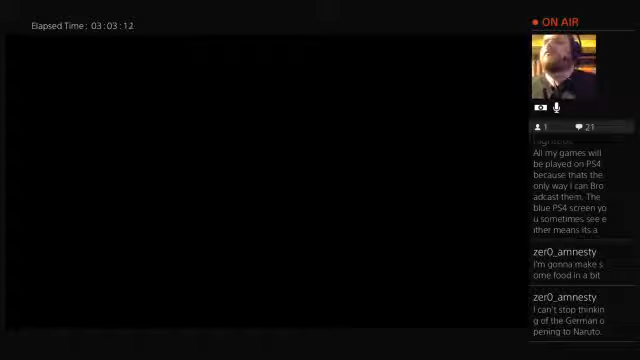 Elapsed Time : 03:03:12
ON AIR
1 21
All my games will
be played on PS4
because thats the
only way I can Bro
adcast them. The
blue PS4 screen yo
u sometimes see e
ither means its a
zer0_amnesty
I'm gonna make s
ome food in a bit
zer0_amnesty
I can't stop thinkin
g of the German o
pening to Naruto.